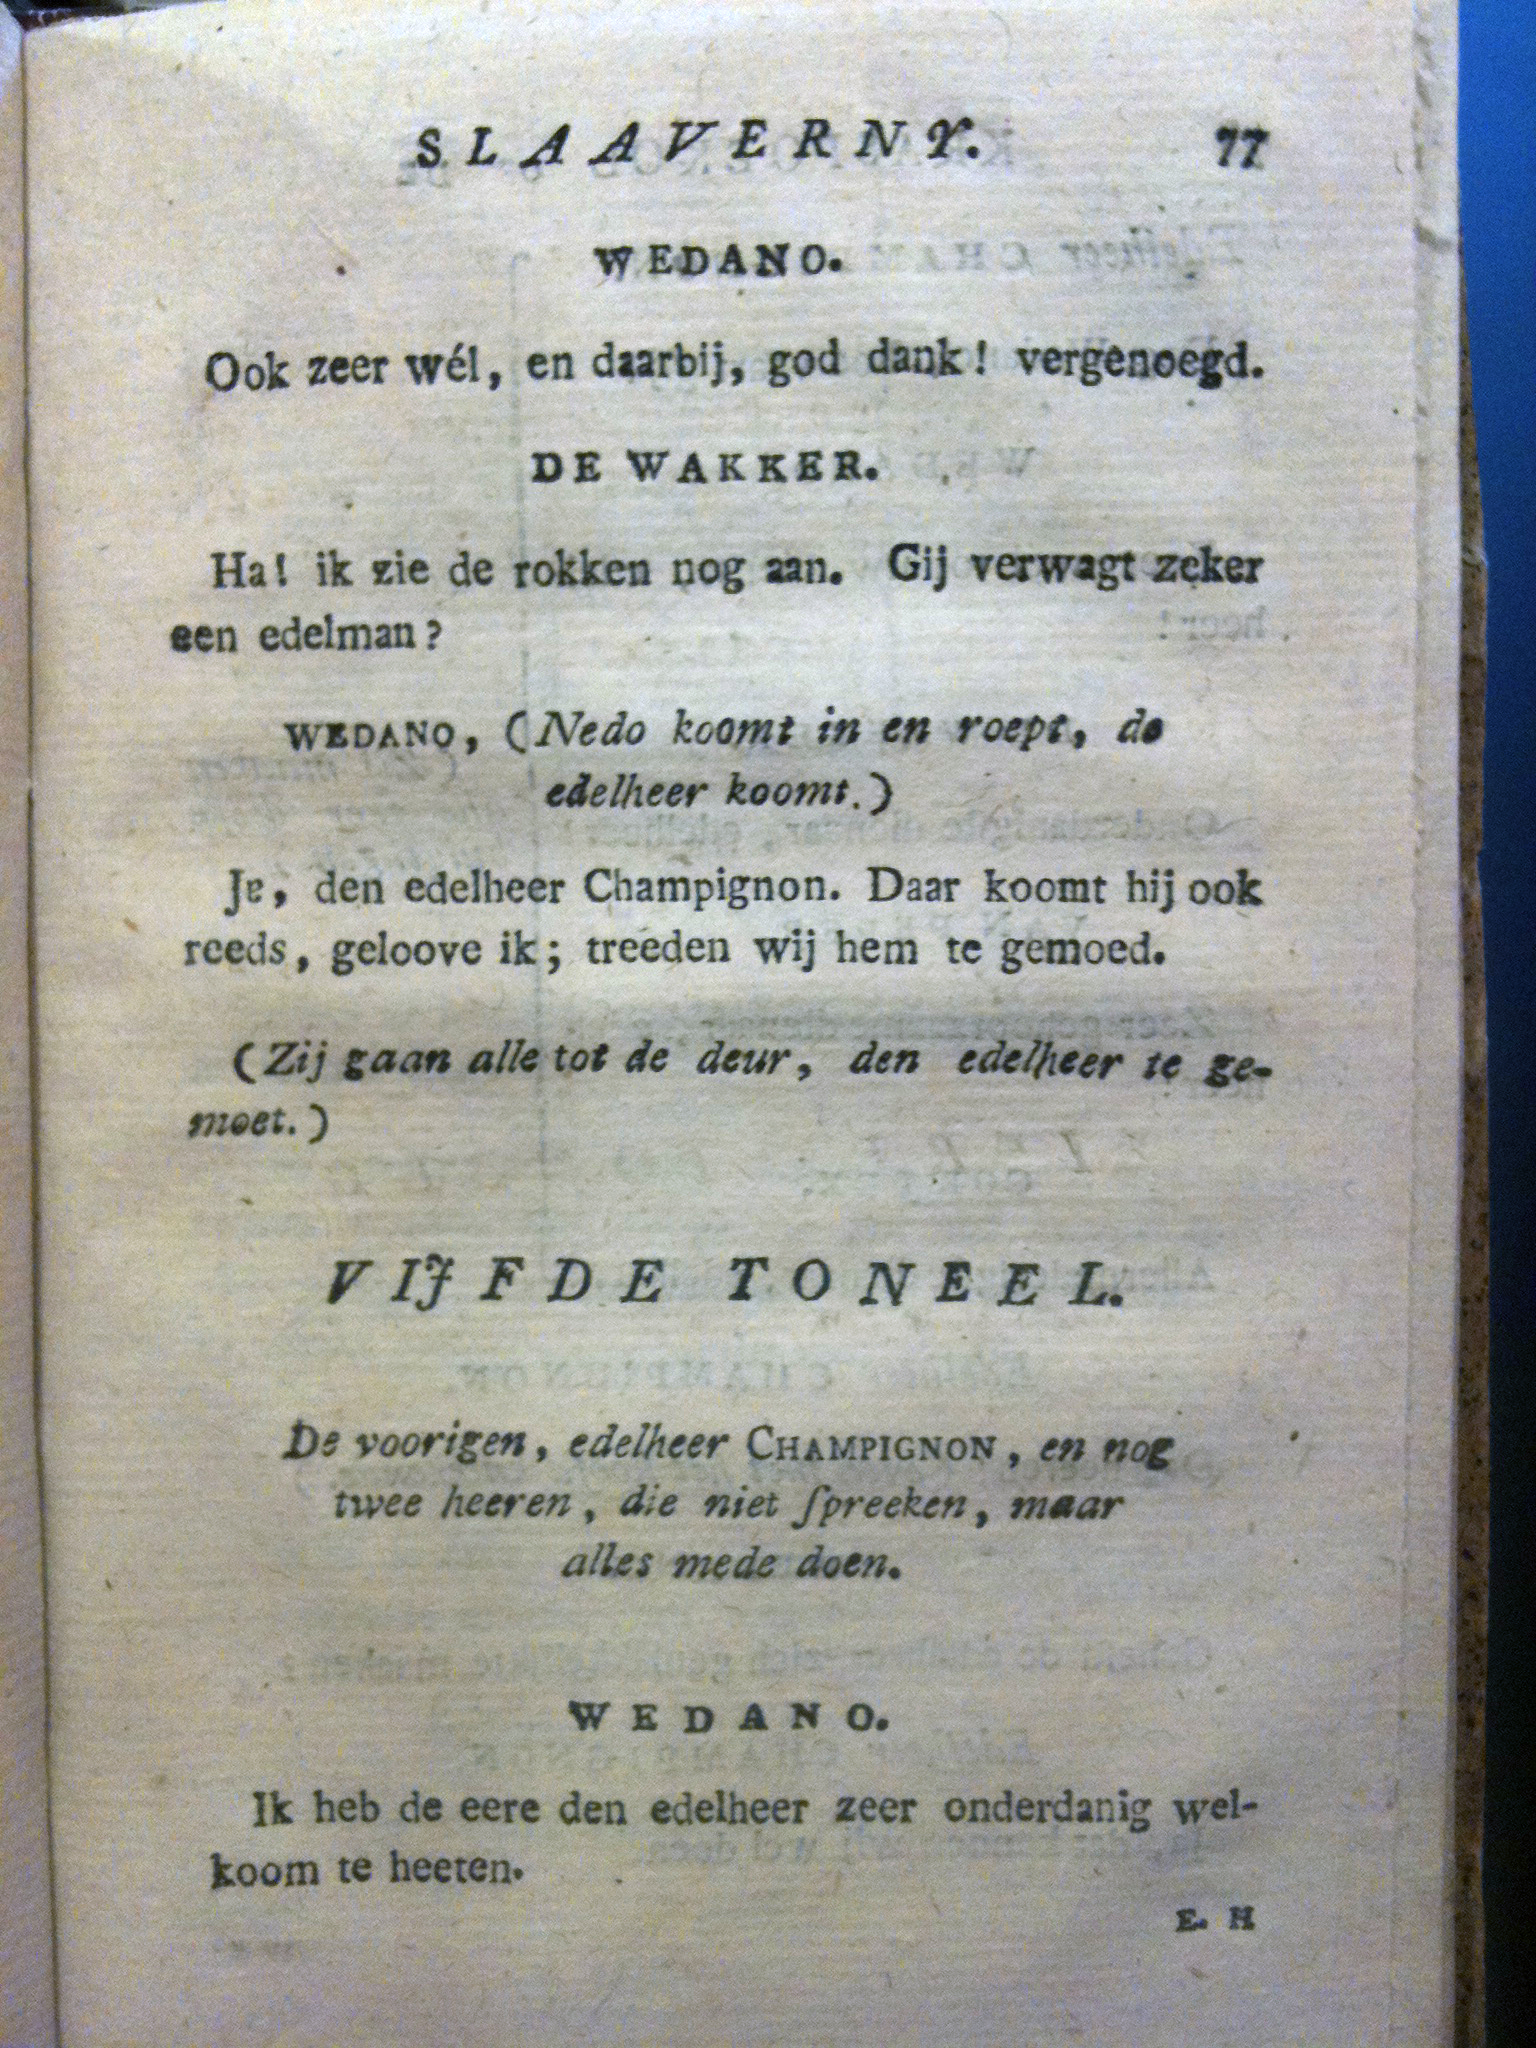 SLAAVERNY. 77
WEDANO.
Ook zeer wél, en daarbij, god dank! vergenoegd.
DE WAKKER.
Ha! ik zie de rokken nog aan. Gij verwagt zeker
een edelman?
WEDANO, (Nedo koomt in en roept, de
edelheer koomt.)
Ja, den edelheer Champignon. Daar koomt hij ook
reeds, geloove ik; treeden wij hem te gemoed.
(Zij gaan alle tot de deur, den edelheer te ge-
moet.)
VIJFDE TONEEL.
De voorigen, edelheer CHAMPIGNON, en nog
twee heeren, die niet ſpreeken, maar
alles mede doen.
WEDANO.
Ik heb de eere den edelheer zeer onderdanig wel-
koom te heeten.
E. H